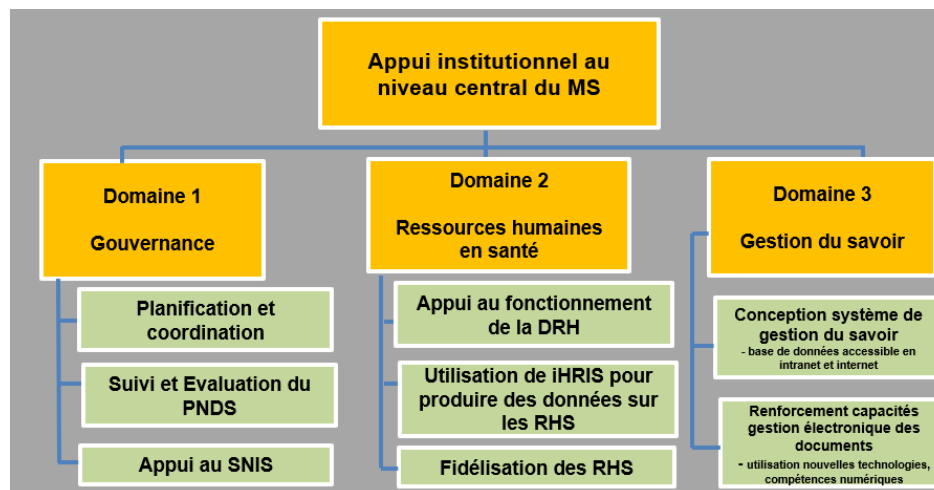 Appui institutionnel au
niveau central du MS
Domaine 1
Gouvernance
Planification et
coordination
Suivi et Evaluation du
PNDS
Appui au SNIS
Domaine 2
Ressources humaines
en santé
Appui au fonctionnement
de la DRH
Utilisation de iHRIS pour
produire des données sur
les RHS
Fidélisation des RHS
Domaine 3
Gestion du savoir
Conception système de
gestion du savoir
- base de données accessible en
intranet et internet
Renforcement capacités
gestion électronique des
documents
- utilisation nouvelles technologies,
compétences numériques